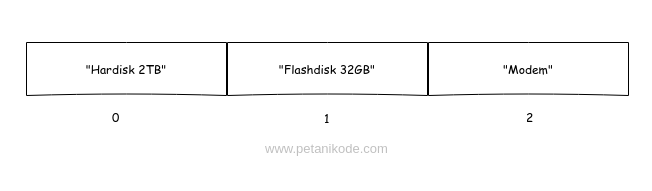 "Hardisk 2TB" "Flashdisk 32GB" "Modem"
0 1 2
www.petanikode.com